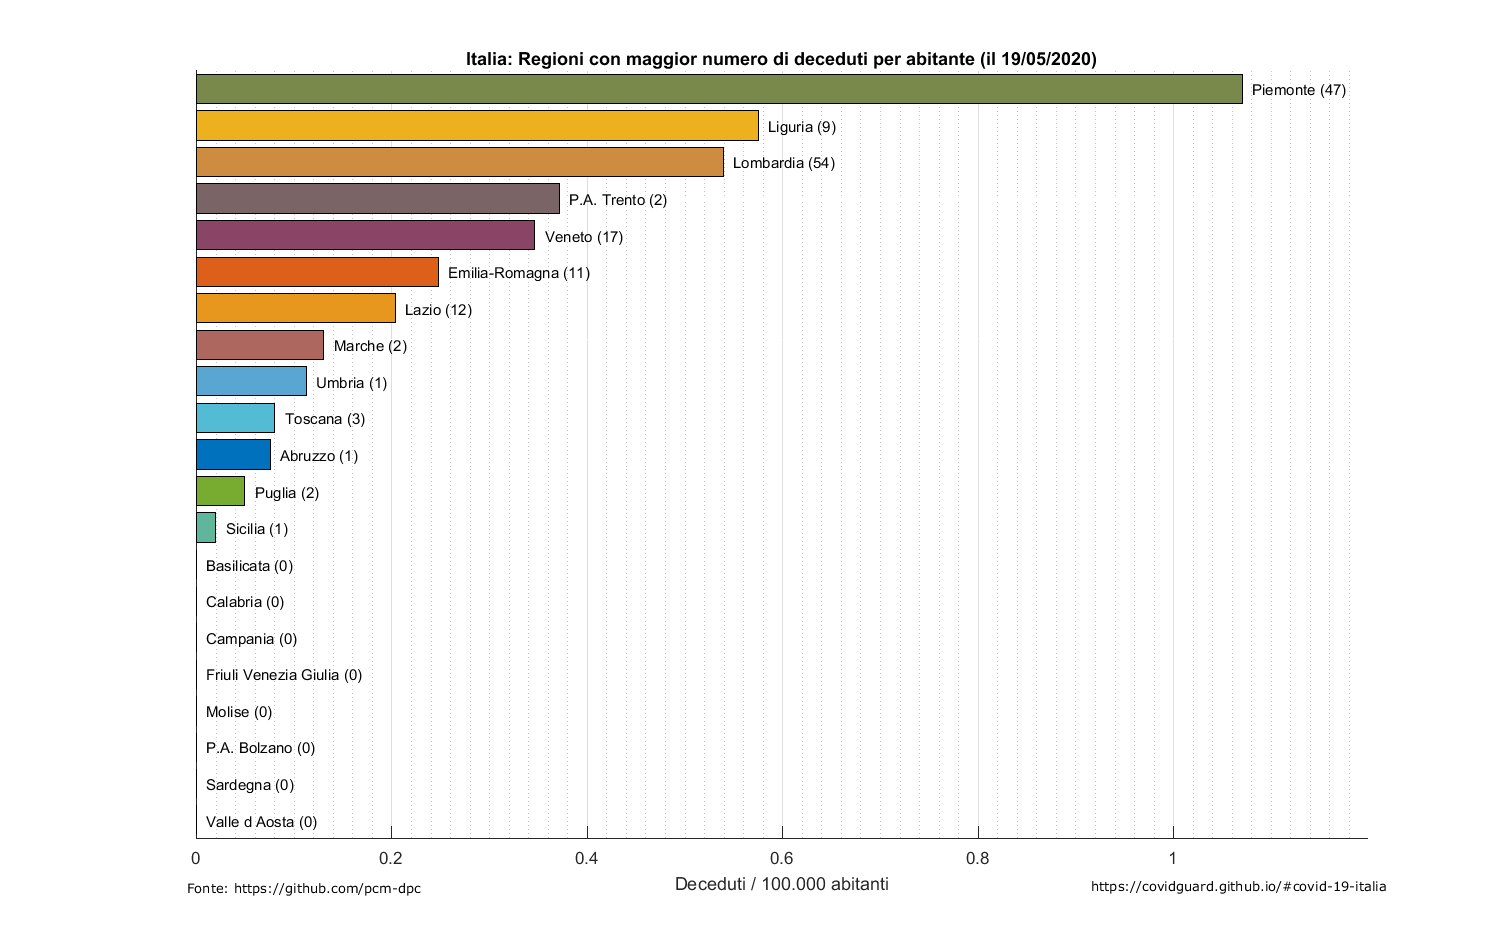 Italia: Regioni con maggior numero di deceduti per abitante (il 19/05/2020)
Piemonte (47)
Liguria (9)
Lombardia (54)
P.A. Trento (2)
Veneto (17)
Emilia-Romagna (11)
Lazio (12)
Marche (2)
Umbria (1)
Toscana (3)
Abruzzo (1)
Puglia (2)
Sicilia (1)
Basilicata (0)
Calabria (0)
Campania (0)
Friuli Venezia Giulia (0)
Molise (0)
P.A. Bolzano (0)
Sardegna (0)
Valle d Aosta (0)
0 0.2 0.4 0.6 0.8 1
Deceduti / 100.000 abitanti
Fonte: https://github.com/pcm-dpc
https://covidguard.github.io/#covid-19-italia